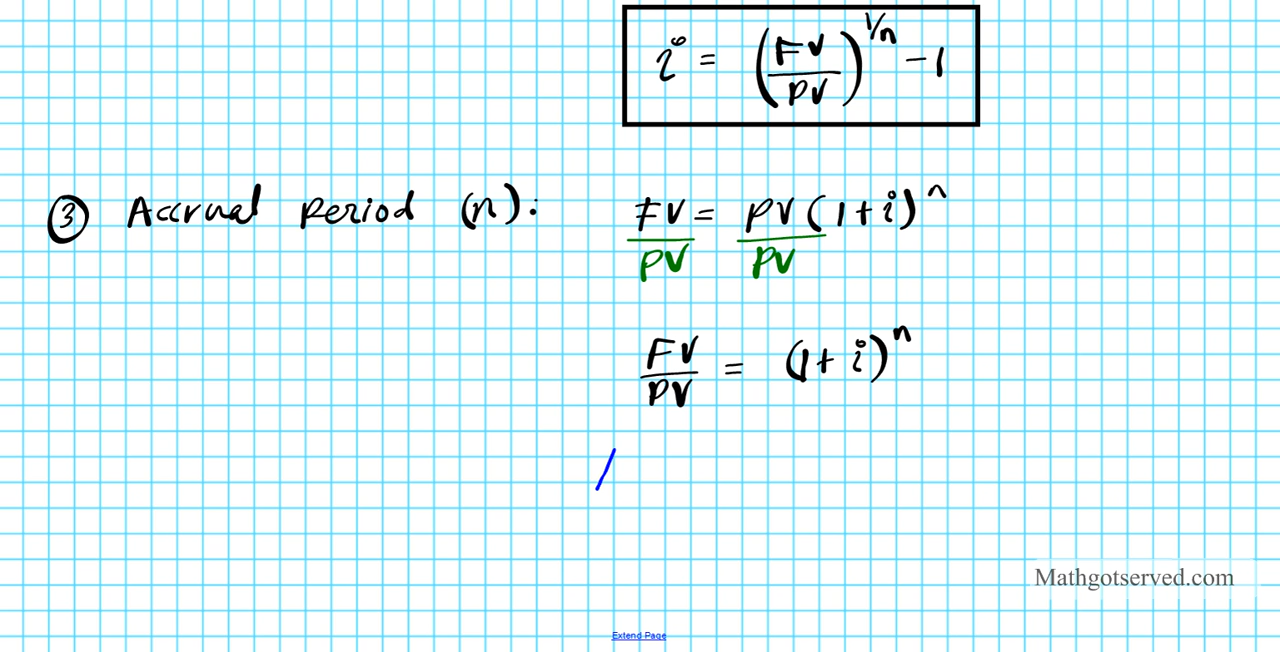 i = (FV/PV)^1/n - 1
③ Accrual Period (n): FV/PV = PV(1+i)^n/PV
FV/PV = (1+i)^n
Mathgotserved.com
Extend Page